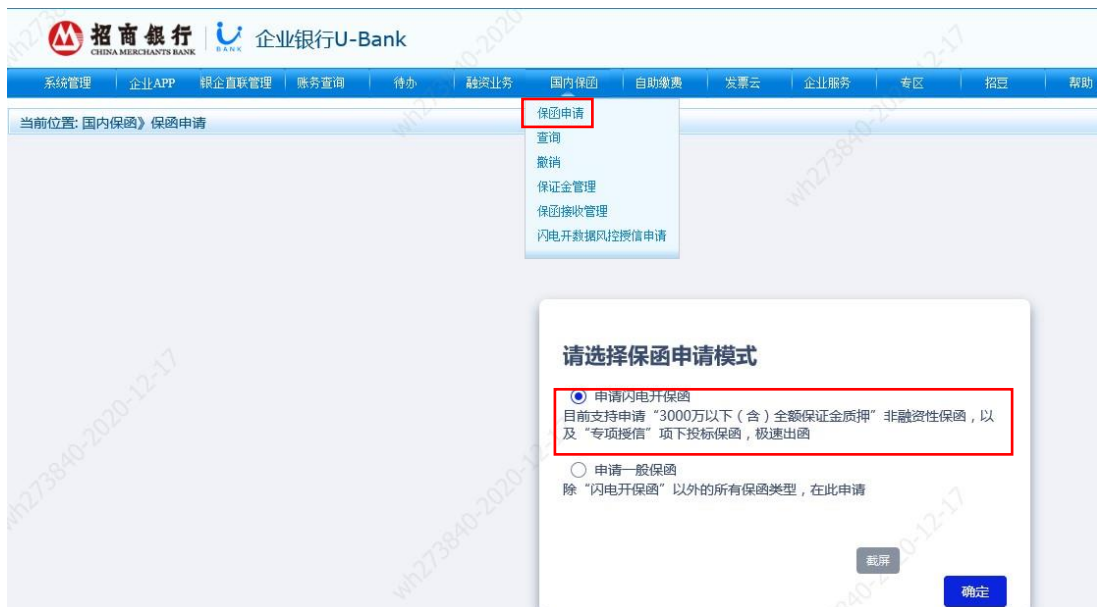 招商银行
CHINA MERCHANTS BANK
BANK
企业银行U-Bank
系统管理 企业APP 银企直联管理 账务查询 待办 融资业务 国内保函 自助缴费 发票云 企业服务 专区 招豆 帮助
当前位置: 国内保函》保函申请
保函申请
查询
撤销
保证金管理
保函接收管理
闪电开数据风控授信申请
请选择保函申请模式
申请闪电开保函
目前支持申请“3000万以下（含）全额保证金质押”非融资性保函，以
及“专项授信”项下投标保函，极速出函
申请一般保函
除“闪电开保函”以外的所有保函类型，在此申请
截屏
确定
wh273840-2020-12-17